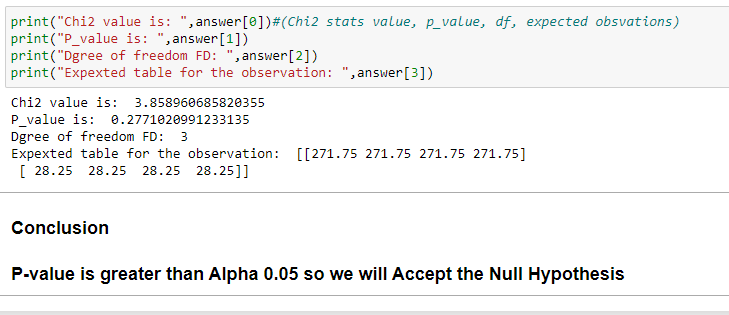 print("Chi2 value is: ",answer[0])#(Chi2 stats value, p_value, df, expected obsvations)
print("P_value is: ",answer[1])
print("Dgree of freedom FD: ",answer[2])
print("Expexted table for the observation: ",answer[3])
Chi2 value is:  3.858960685820355
P_value is:  0.2771020991233135
Dgree of freedom FD:  3
Expexted table for the observation:  [[271.75 271.75 271.75 271.75]
 [ 28.25  28.25  28.25  28.25]]
Conclusion
P-value is greater than Alpha 0.05 so we will Accept the Null Hypothesis